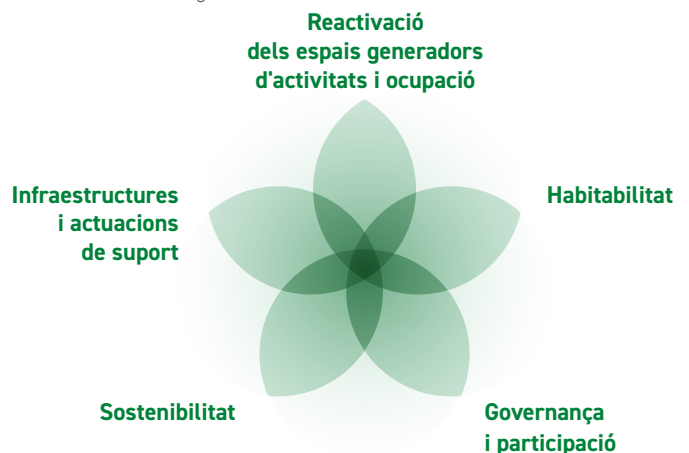 Reactivació
dels espais generadors
d'activitats i ocupació
Infraestructures
i actuacions
de suport
Habitabilitat
Sostenibilitat
Governança
i participació